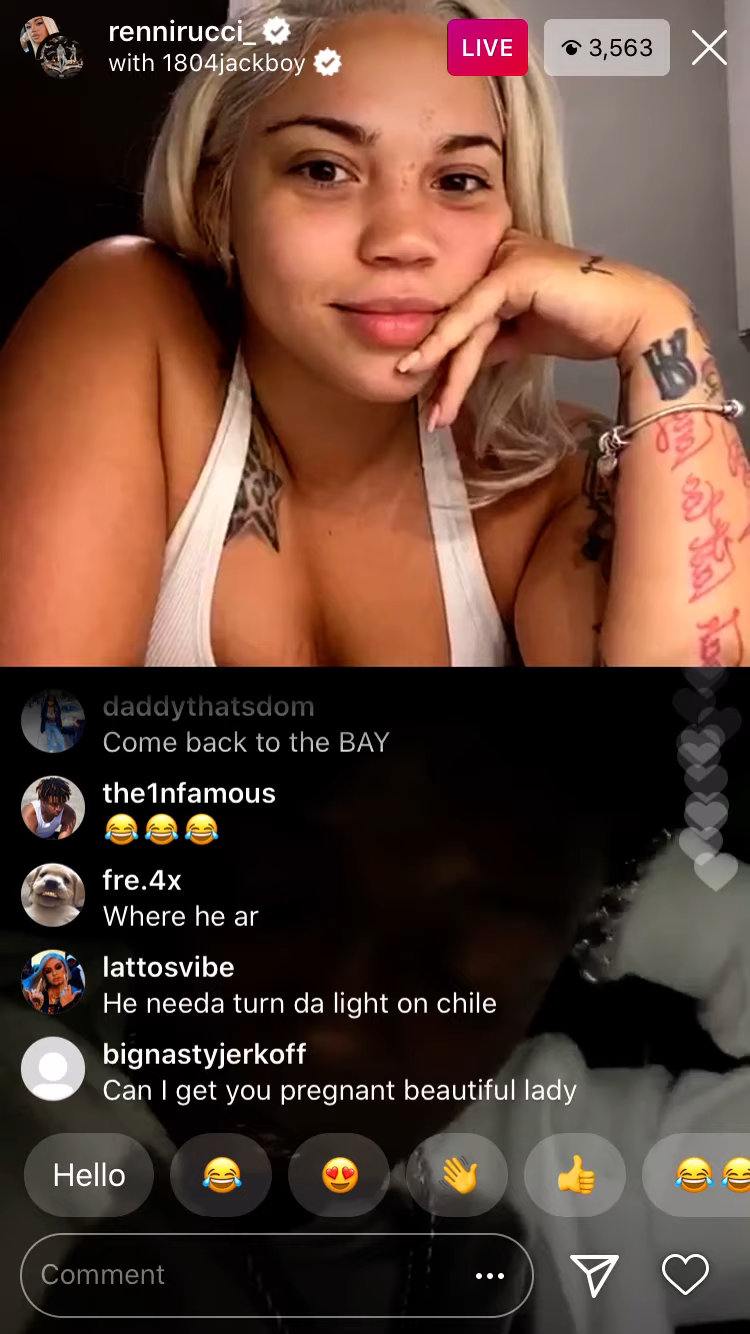 rennirucci_
with 1804jackboy
LIVE
3,563
daddythatsdom
Come back to the BAY
the1nfamous
😂😂😂
fre.4x
Where he ar
lattosvibe
He needa turn da light on chile
bignastyjerkoff
Can I get you pregnant beautiful lady
Hello
Comment